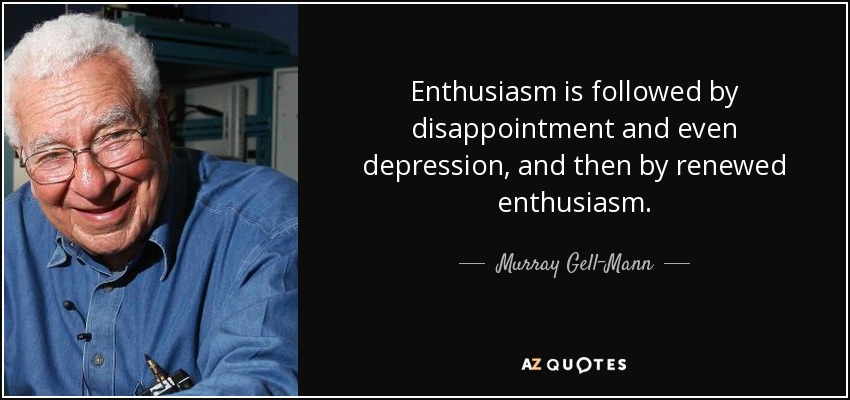 Enthusiasm is followed by
disappointment and even
depression, and then by renewed
enthusiasm.
Murray Gell-Mann
AZ QUOTES